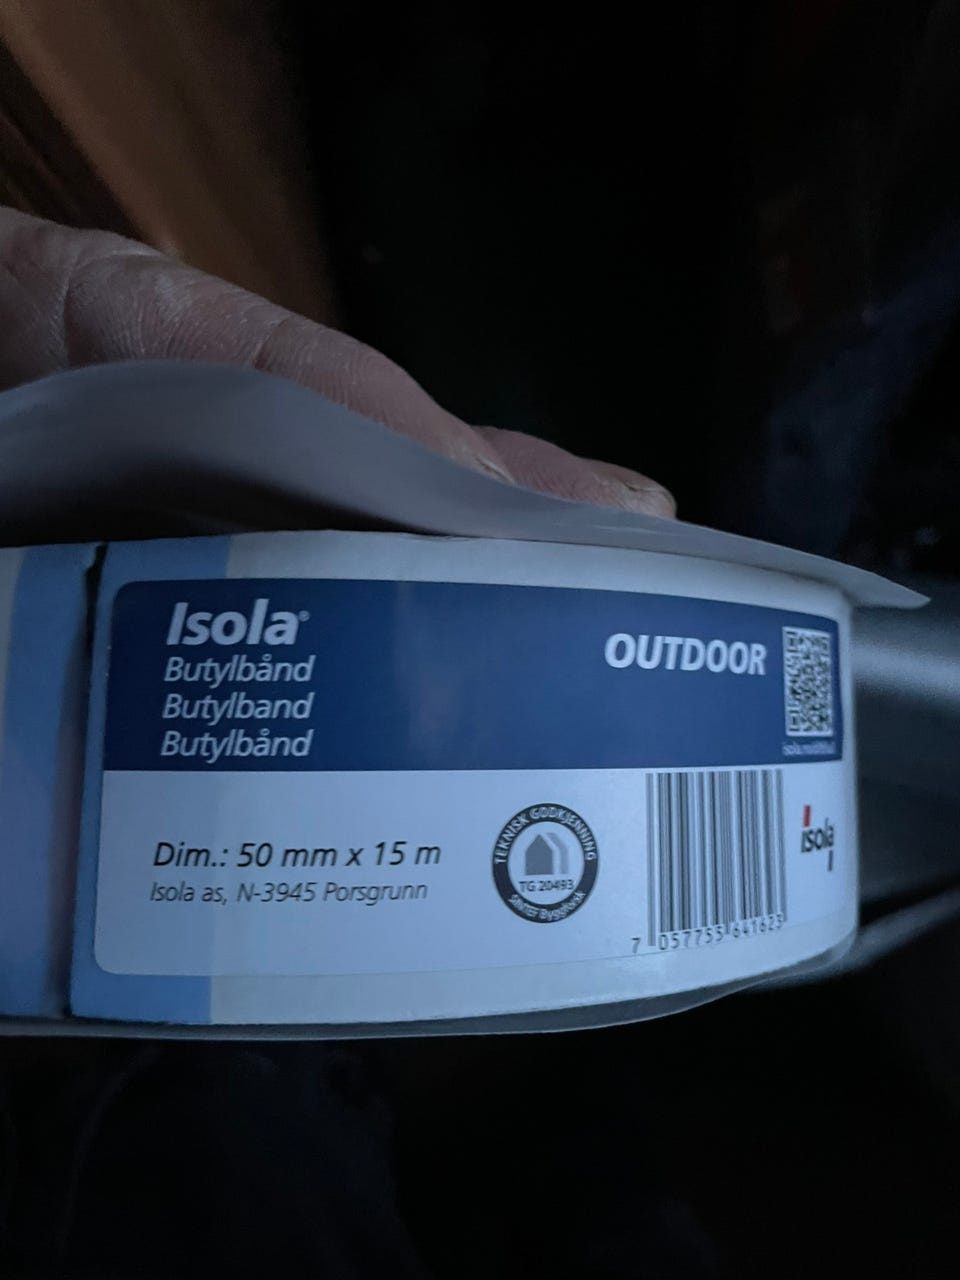 Isola®
Butylbånd
Butylband
Butylbånd
OUTDOOR
Dim.: 50 mm x 15 m
Isola as, N-3945 Porsgrunn
TEKNISK GODKJENNING
TG 20493
SINTEF Byggforsk
7 057755 641623
isola